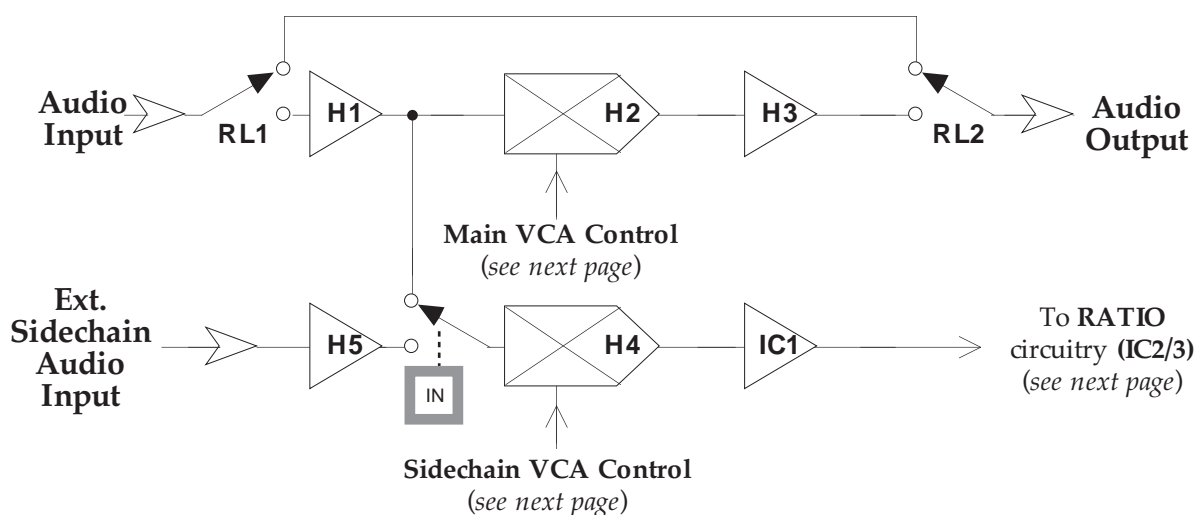 Audio
Input
RL1
H1
H2
H3
RL2
Audio
Output
Main VCA Control
(see next page)
Ext.
Sidechain
Audio
Input
H5
IN
H4
IC1
To RATIO
circuitry (IC2/3)
(see next page)
Sidechain VCA Control
(see next page)